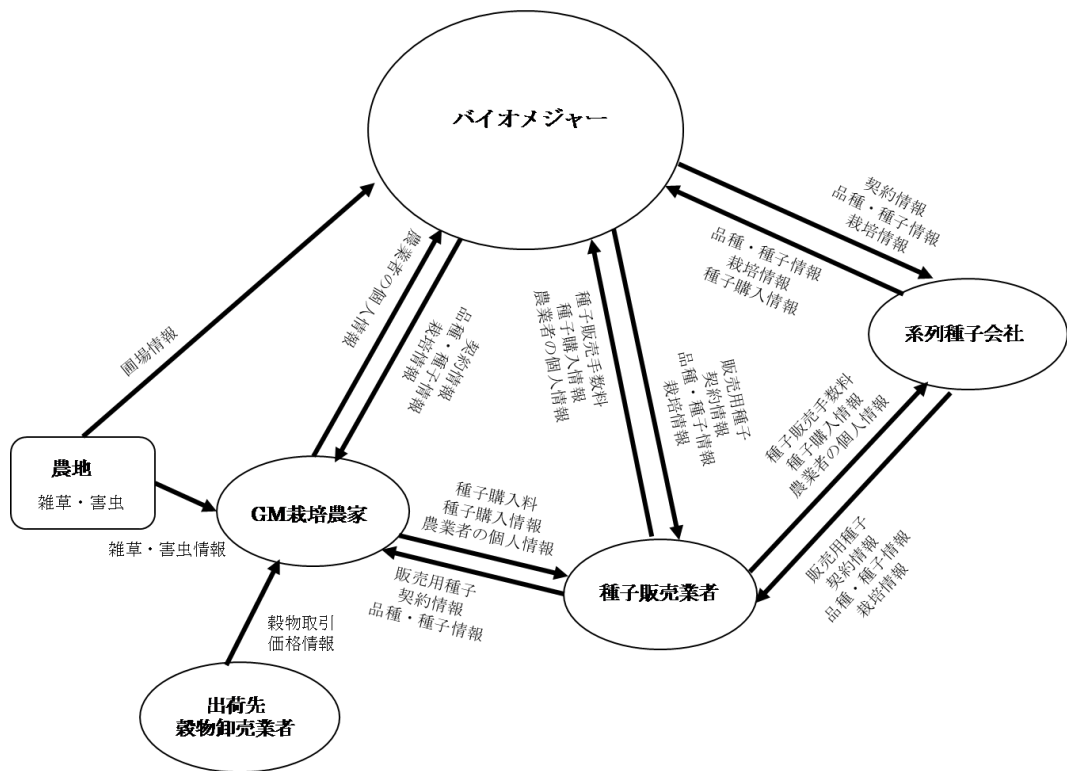 バイオメジャー
契約情報
品種・種子情報
栽培情報
品種・種子情報
栽培情報
種子購入情報
系列種子会社
圃場情報
農業者の個人情報
契約情報
品種・種子情報
栽培情報
種子販売手数料
種子購入情報
農業者の個人情報
販売用種子
契約情報
品種・種子情報
栽培情報
種子販売手数料
種子購入情報
農業者の個人情報
販売用種子
契約情報
品種・種子情報
栽培情報
農地
雑草・害虫
雑草・害虫情報
GM栽培農家
種子購入料
種子購入情報
農業者の個人情報
販売用種子
契約情報
品種・種子情報
種子販売業者
穀物取引
価格情報
出荷先
穀物卸売業者